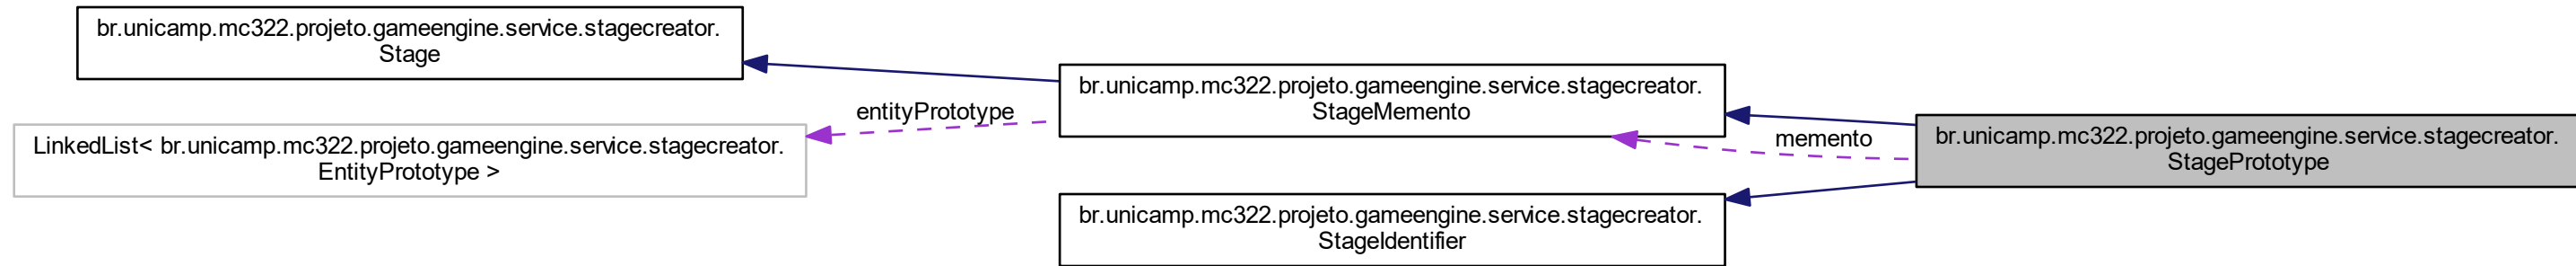 br.unicamp.mc322.projeto.gameengine.service.stagecreator.
Stage
LinkedList< br.unicamp.mc322.projeto.gameengine.service.stagecreator.
EntityPrototype >
entityPrototype
br.unicamp.mc322.projeto.gameengine.service.stagecreator.
StageMemento
br.unicamp.mc322.projeto.gameengine.service.stagecreator.
StageIdentifier
memento
br.unicamp.mc322.projeto.gameengine.service.stagecreator.
StagePrototype